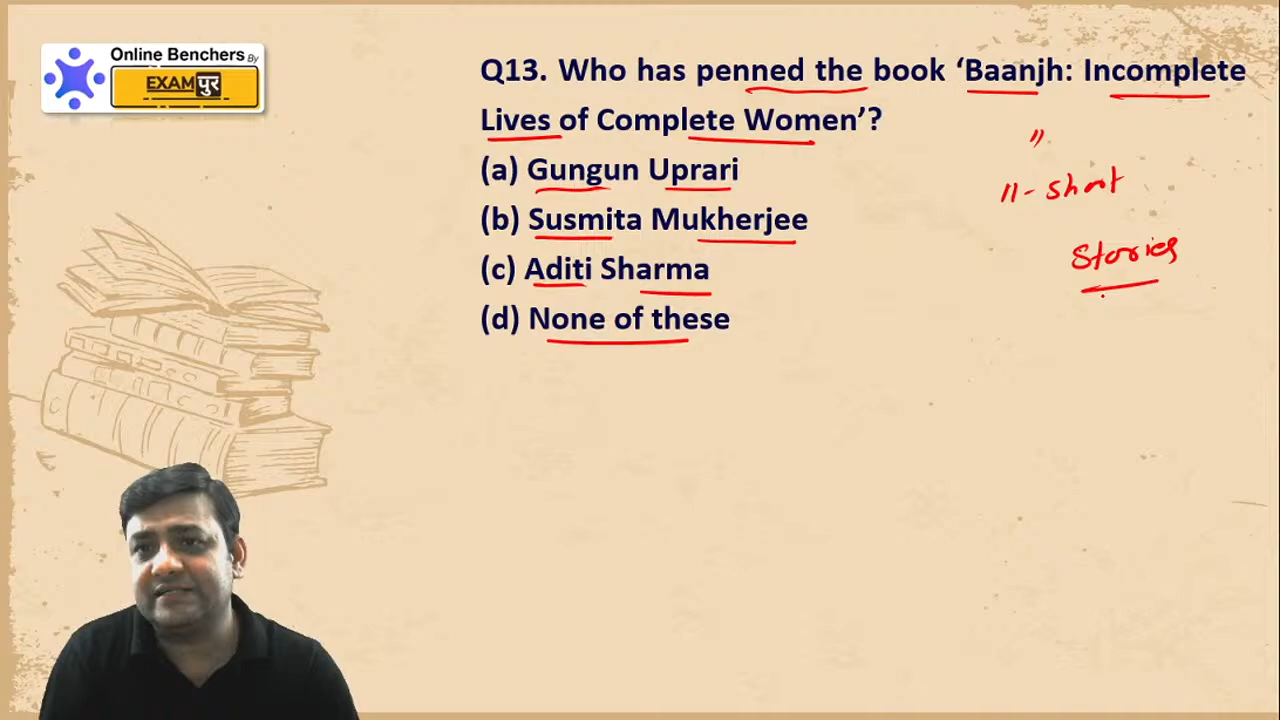 Online Benchers By
EXAMपुर
Q13. Who has penned the book ‘Baanjh: Incomplete
Lives of Complete Women’?
(a) Gungun Uprari
(b) Susmita Mukherjee
(c) Aditi Sharma
(d) None of these
"
11- Short
Stories